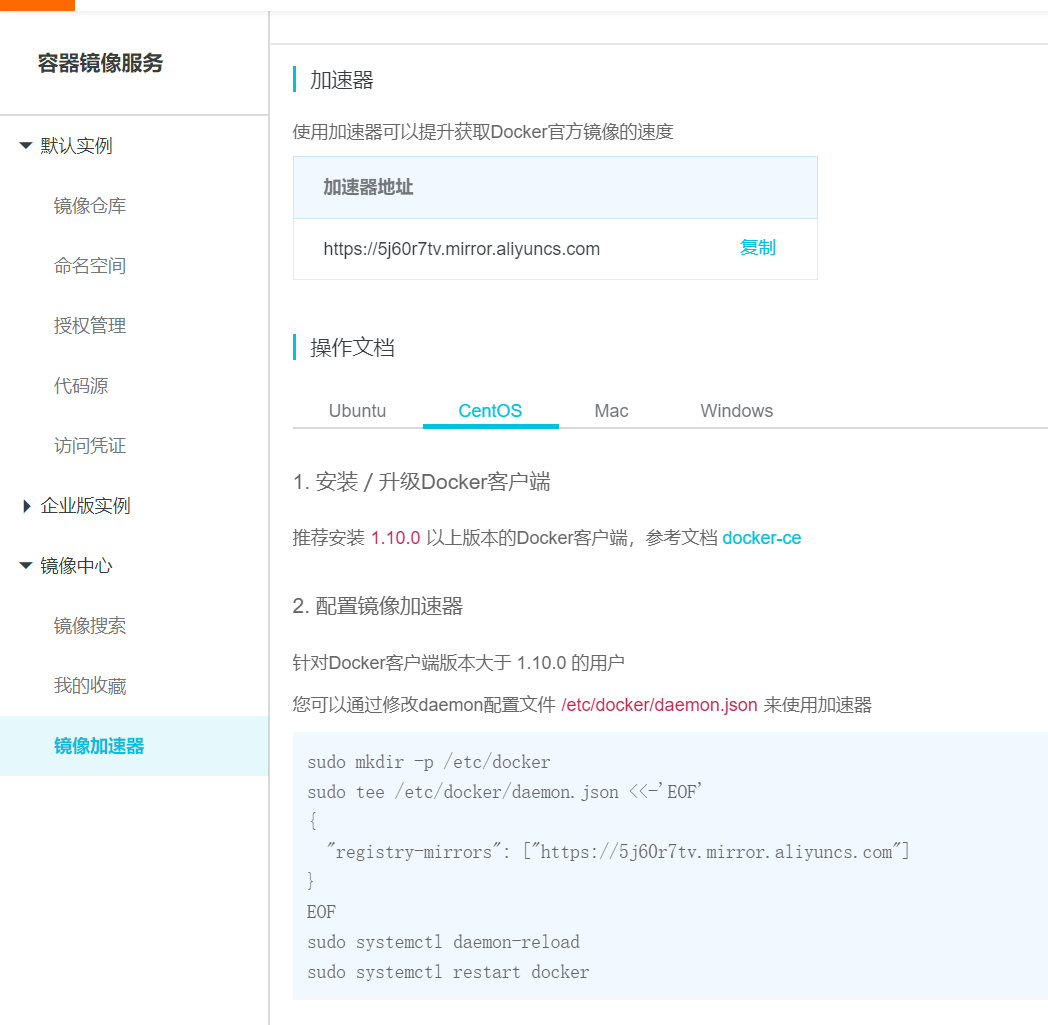 容器镜像服务
默认实例
镜像仓库
命名空间
授权管理
代码源
访问凭证
企业版实例
镜像中心
镜像搜索
我的收藏
镜像加速器
加速器
使用加速器可以提升获取Docker官方镜像的速度
加速器地址
https://5j60r7tv.mirror.aliyuncs.com 复制
操作文档
Ubuntu CentOS Mac Windows
1. 安装 / 升级Docker客户端
推荐安装 1.10.0 以上版本的Docker客户端，参考文档 docker-ce
2. 配置镜像加速器
针对Docker客户端版本大于 1.10.0 的用户
您可以通过修改daemon配置文件 /etc/docker/daemon.json 来使用加速器
sudo mkdir -p /etc/docker
sudo tee /etc/docker/daemon.json <<-'EOF'
{
  "registry-mirrors": ["https://5j60r7tv.mirror.aliyuncs.com"]
}
EOF
sudo systemctl daemon-reload
sudo systemctl restart docker